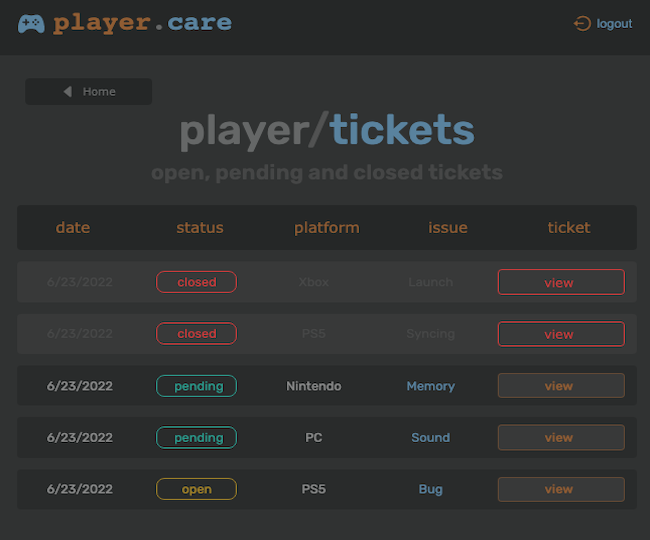 player.care
logout
Home
player/tickets
open, pending and closed tickets
date status platform issue ticket
6/23/2022 closed Xbox Launch view
6/23/2022 closed PS5 Syncing view
6/23/2022 pending Nintendo Memory view
6/23/2022 pending PC Sound view
6/23/2022 open PS5 Bug view